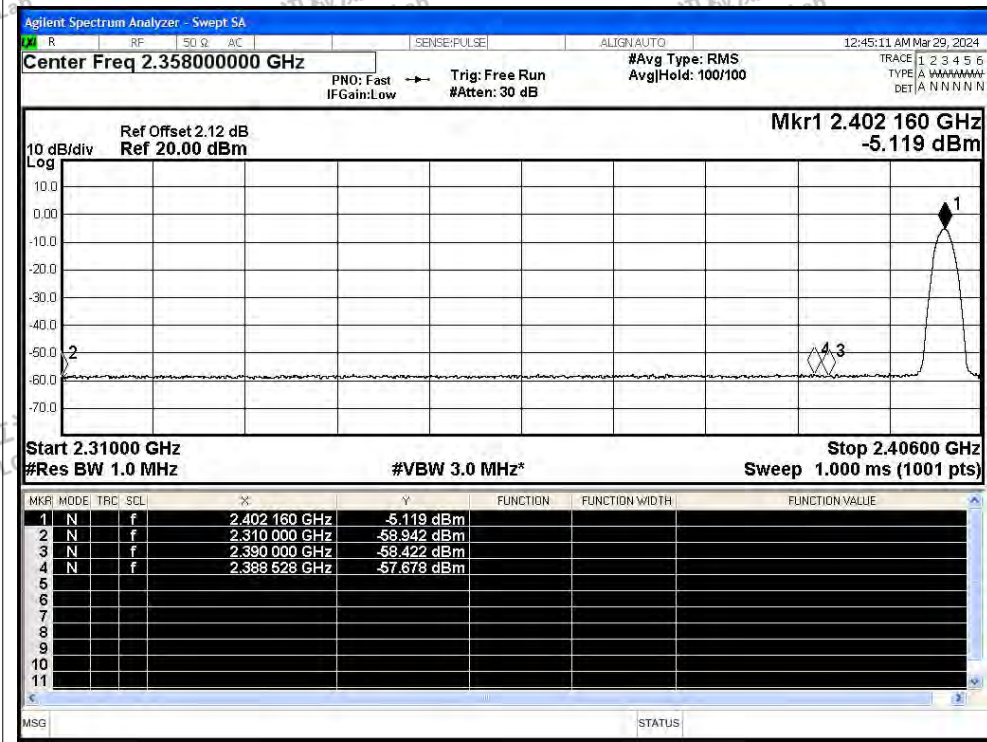 Agilent Spectrum Analyzer - Swept SA
LXI R RF 50 Ω AC SENSE:PULSE ALIGN AUTO 12:45:11 AM Mar 29, 2024
Center Freq 2.358000000 GHz
PNO: Fast
IFGain:Low
Trig: Free Run
#Atten: 30 dB
#Avg Type: RMS
Avg|Hold: 100/100
TRACE 1 2 3 4 5 6
TYPE A WWWWW
DET A N N N N N
Ref Offset 2.12 dB
10 dB/div Ref 20.00 dBm
Log
Mkr1 2.402 160 GHz
-5.119 dBm
10.0
0.00
-10.0
-20.0
-30.0
-40.0
-50.0
-60.0
-70.0
1
2
4 3
Start 2.31000 GHz Stop 2.40600 GHz
#Res BW 1.0 MHz #VBW 3.0 MHz* Sweep 1.000 ms (1001 pts)
MKR MODE TRC SCL X Y FUNCTION FUNCTION WIDTH FUNCTION VALUE
1 N f 2.402 160 GHz -5.119 dBm
2 N f 2.310 000 GHz -58.942 dBm
3 N f 2.390 000 GHz -58.422 dBm
4 N f 2.388 528 GHz -57.678 dBm
5
6
7
8
9
10
11
MSG STATUS